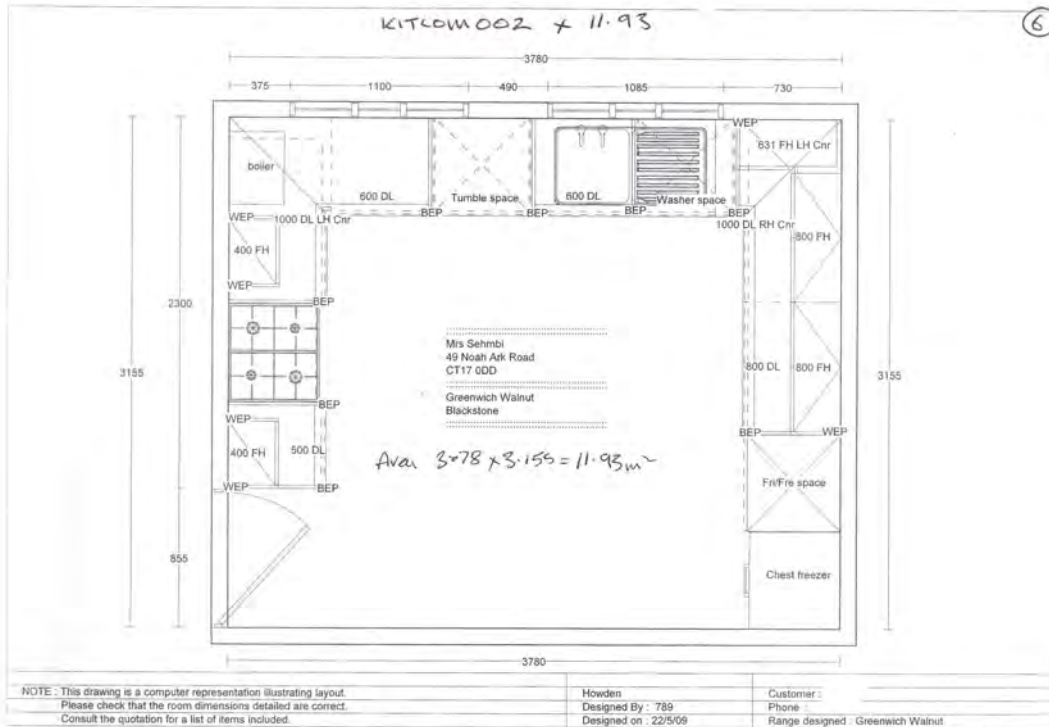 KITCOM002 x 11.93
6
3780
375 1100 490 1085 730
WEP
631 FH LH Cnr
boiler
600 DL
Tumble space
600 DL
Washer space
BEP BEP BEP BEP
WEP
1000 DL LH Cnr
1000 DL RH Cnr
400 FH
800 FH
WEP
BEP
2300
3155
3155
Mrs Sehmbi
49 Noah Ark Road
CT17 0DD
Greenwich Walnut
Blackstone
800 DL
800 FH
BEP
WEP
400 FH
500 DL
BEP
WEP
Area 3.78 x 3.155 = 11.93m²
WEP
BEP
Fri/Fre space
855
Chest freezer
3780
NOTE : This drawing is a computer representation illustrating layout.
Please check that the room dimensions detailed are correct.
Consult the quotation for a list of items included.
Howden
Designed By : 789
Designed on : 22/5/09
Customer :
Phone :
Range designed : Greenwich Walnut